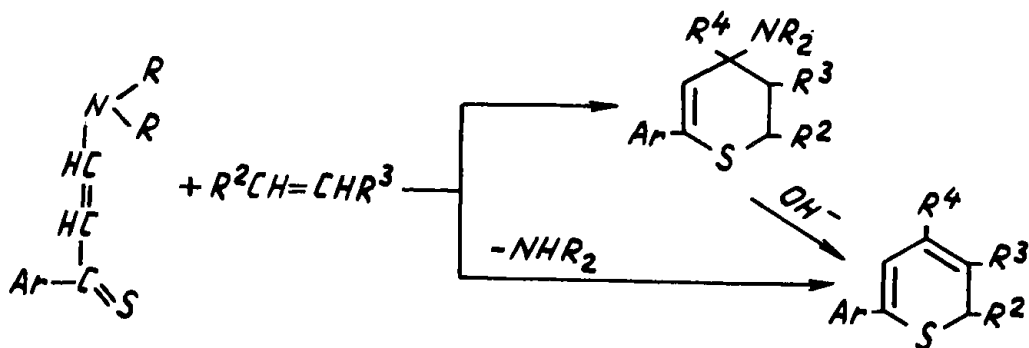 R⁴ NR₂
R
N
R
R³
HC
Ar S R²
+ R²CH=CHR³
OH⁻
HC
R⁴
-NHR₂
R³
Ar-C
S
Ar S R²